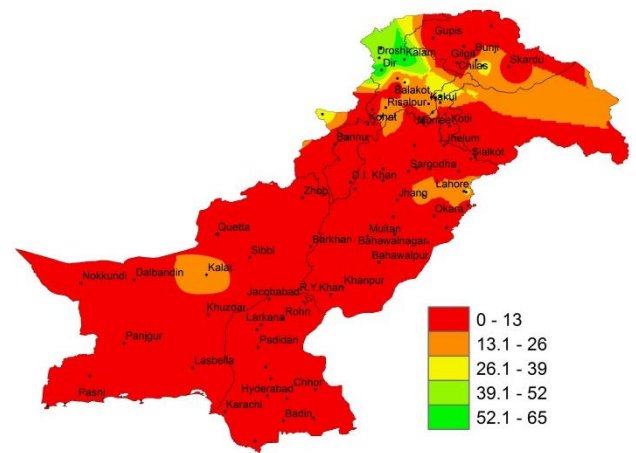 Gupis
Drosh
Kalam
Gilgit
Bunji
Dir
Chilas
Skardu
Balakot
Kakul
Risalpur
Kohat
Murree
Kotli
Bannu
Jhelum
Sialkot
Sargodha
D.I. Khan
Zhob
Jhang
Lahore
Okara
Quetta
Multan
Barkhan
Bahawalnagar
Sibbi
Bahawalpur
Nokkundi
Dalbandin
Kalat
Khanpur
R.Y.Khan
Jacobabad
Khuzdar
Larkana
Rohri
Panjgur
Padidan
Lasbella
Pasni
Hyderabad
Chhor
Karachi
Badin
0 - 13
13.1 - 26
26.1 - 39
39.1 - 52
52.1 - 65